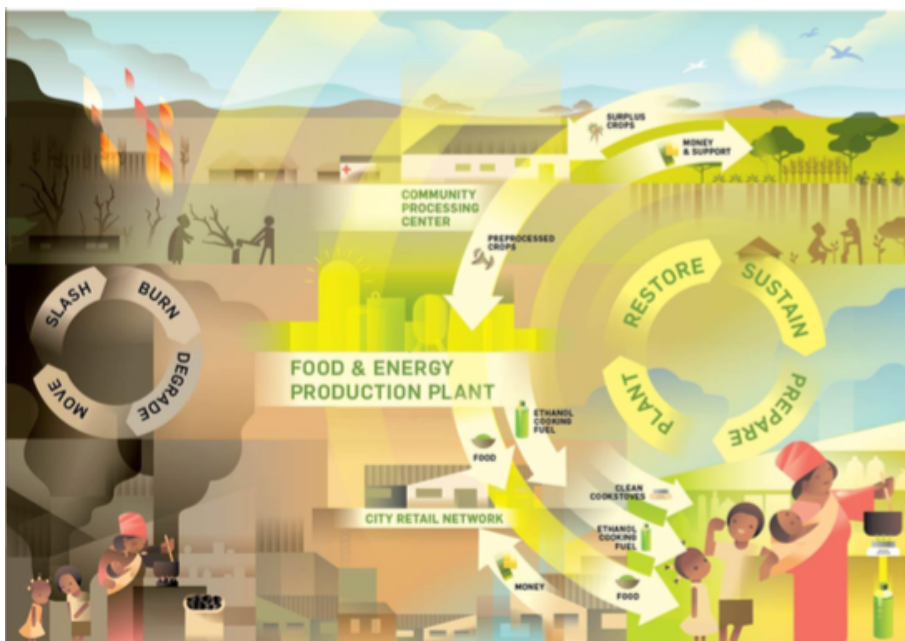 SURPLUS
CROPS
MONEY
& SUPPORT
COMMUNITY
PROCESSING
CENTER
PREPROCESSED
CROPS
SLASH
BURN
DEGRADE
MOVE
RESTORE
SUSTAIN
PREPARE
PLANT
FOOD & ENERGY
PRODUCTION PLANT
ETHANOL
COOKING
FUEL
FOOD
CLEAN
COOKSTOVES
CITY RETAIL NETWORK
ETHANOL
COOKING
FUEL
MONEY
FOOD